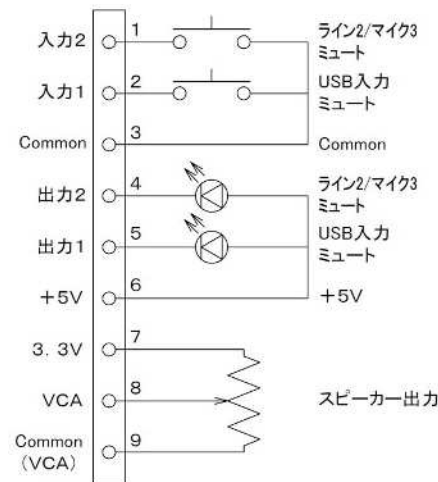 入力2
1
ライン2/マイク3
ミュート
入力1
2
USB入力
ミュート
Common
3
Common
出力2
4
ライン2/マイク3
ミュート
出力1
5
USB入力
ミュート
+5V
6
+5V
3. 3V
7
VCA
8
スピーカー出力
Common
(VCA)
9